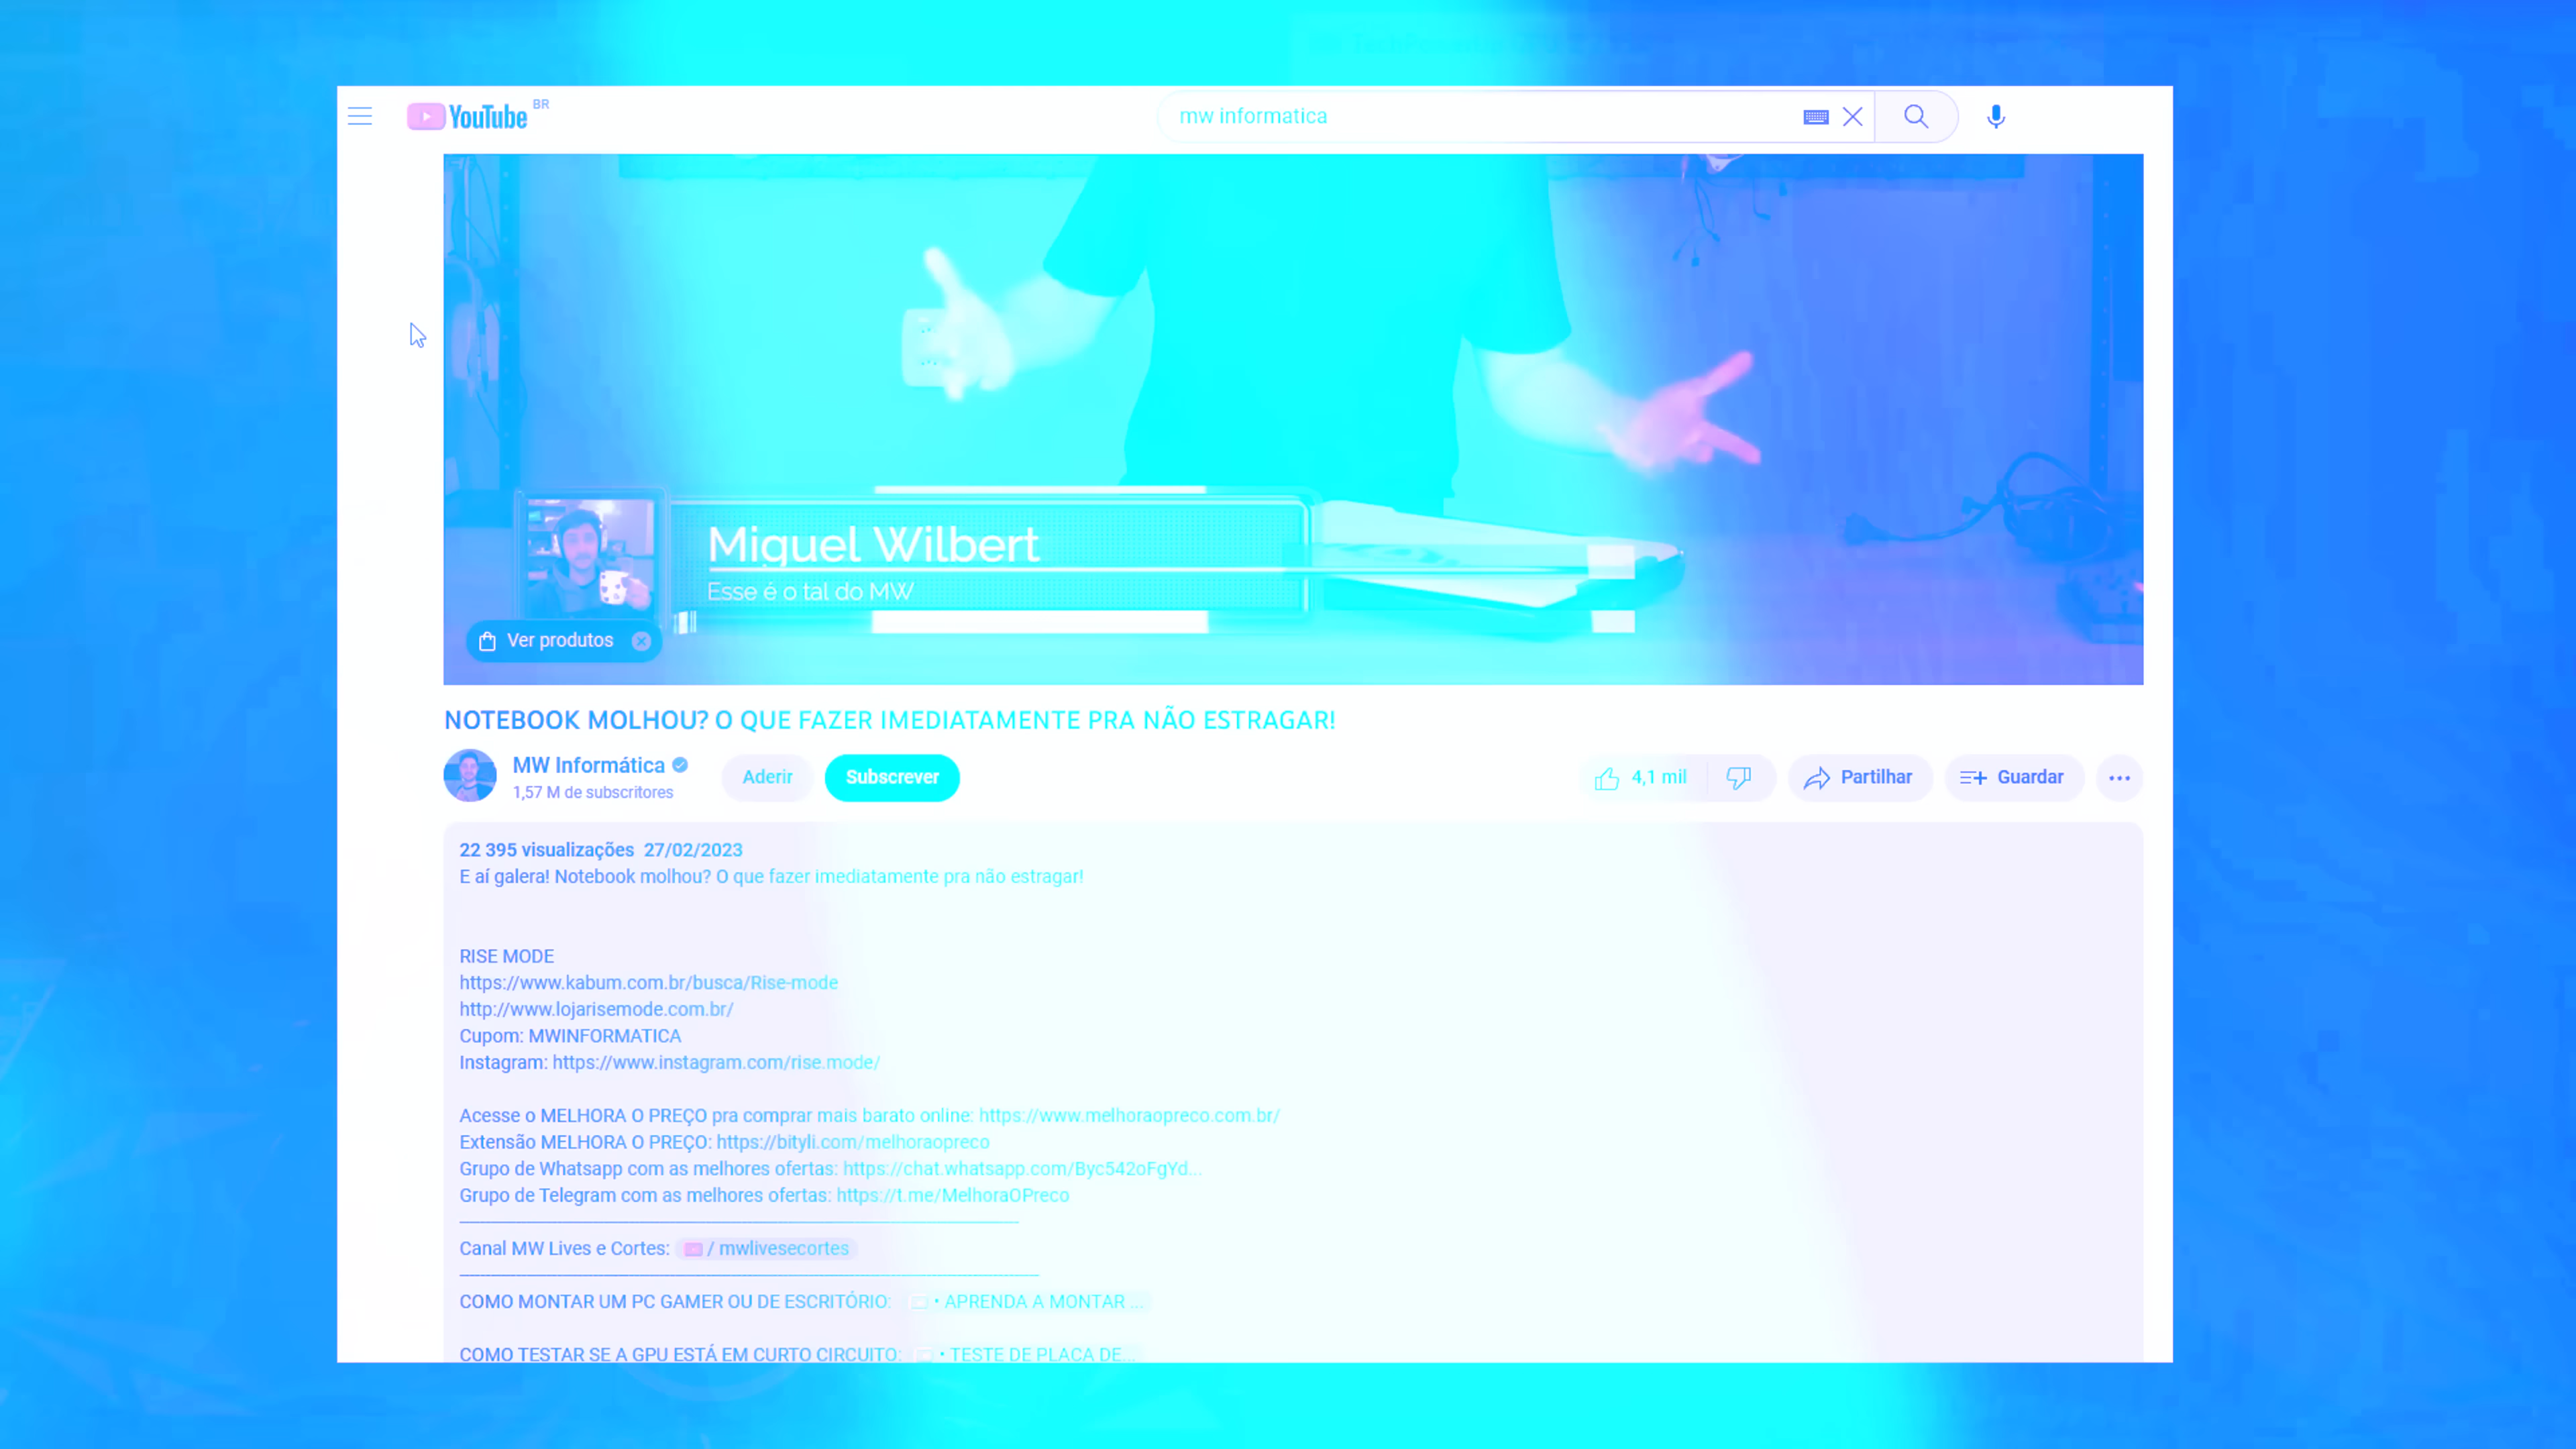 YouTube BR
mw informatica
Miguel Wilbert
Esse é o tal do MW
Ver produtos
NOTEBOOK MOLHOU? O QUE FAZER IMEDIATAMENTE PRA NÃO ESTRAGAR!
MW Informática
1,57 M de subscritores
Aderir
Subscrever
4,1 mil
Partilhar
Guardar
22 395 visualizações 27/02/2023
E aí galera! Notebook molhou? O que fazer imediatamente pra não estragar!
RISE MODE
https://www.kabum.com.br/busca/Rise-mode
http://www.lojarisemode.com.br/
Cupom: MWINFORMATICA
Instagram: https://www.instagram.com/rise.mode/
Acesse o MELHORA O PREÇO pra comprar mais barato online: https://www.melhoraopreco.com.br/
Extensão MELHORA O PREÇO: https://bityli.com/melhoraopreco
Grupo de Whatsapp com as melhores ofertas: https://chat.whatsapp.com/Byc542oFgYd...
Grupo de Telegram com as melhores ofertas: https://t.me/MelhoraOPreco
Canal MW Lives e Cortes: / mwlivesecortes
COMO MONTAR UM PC GAMER OU DE ESCRITÓRIO: • APRENDA A MONTAR ...
COMO TESTAR SE A GPU ESTÁ EM CURTO CIRCUITO: • TESTE DE PLACA DE...